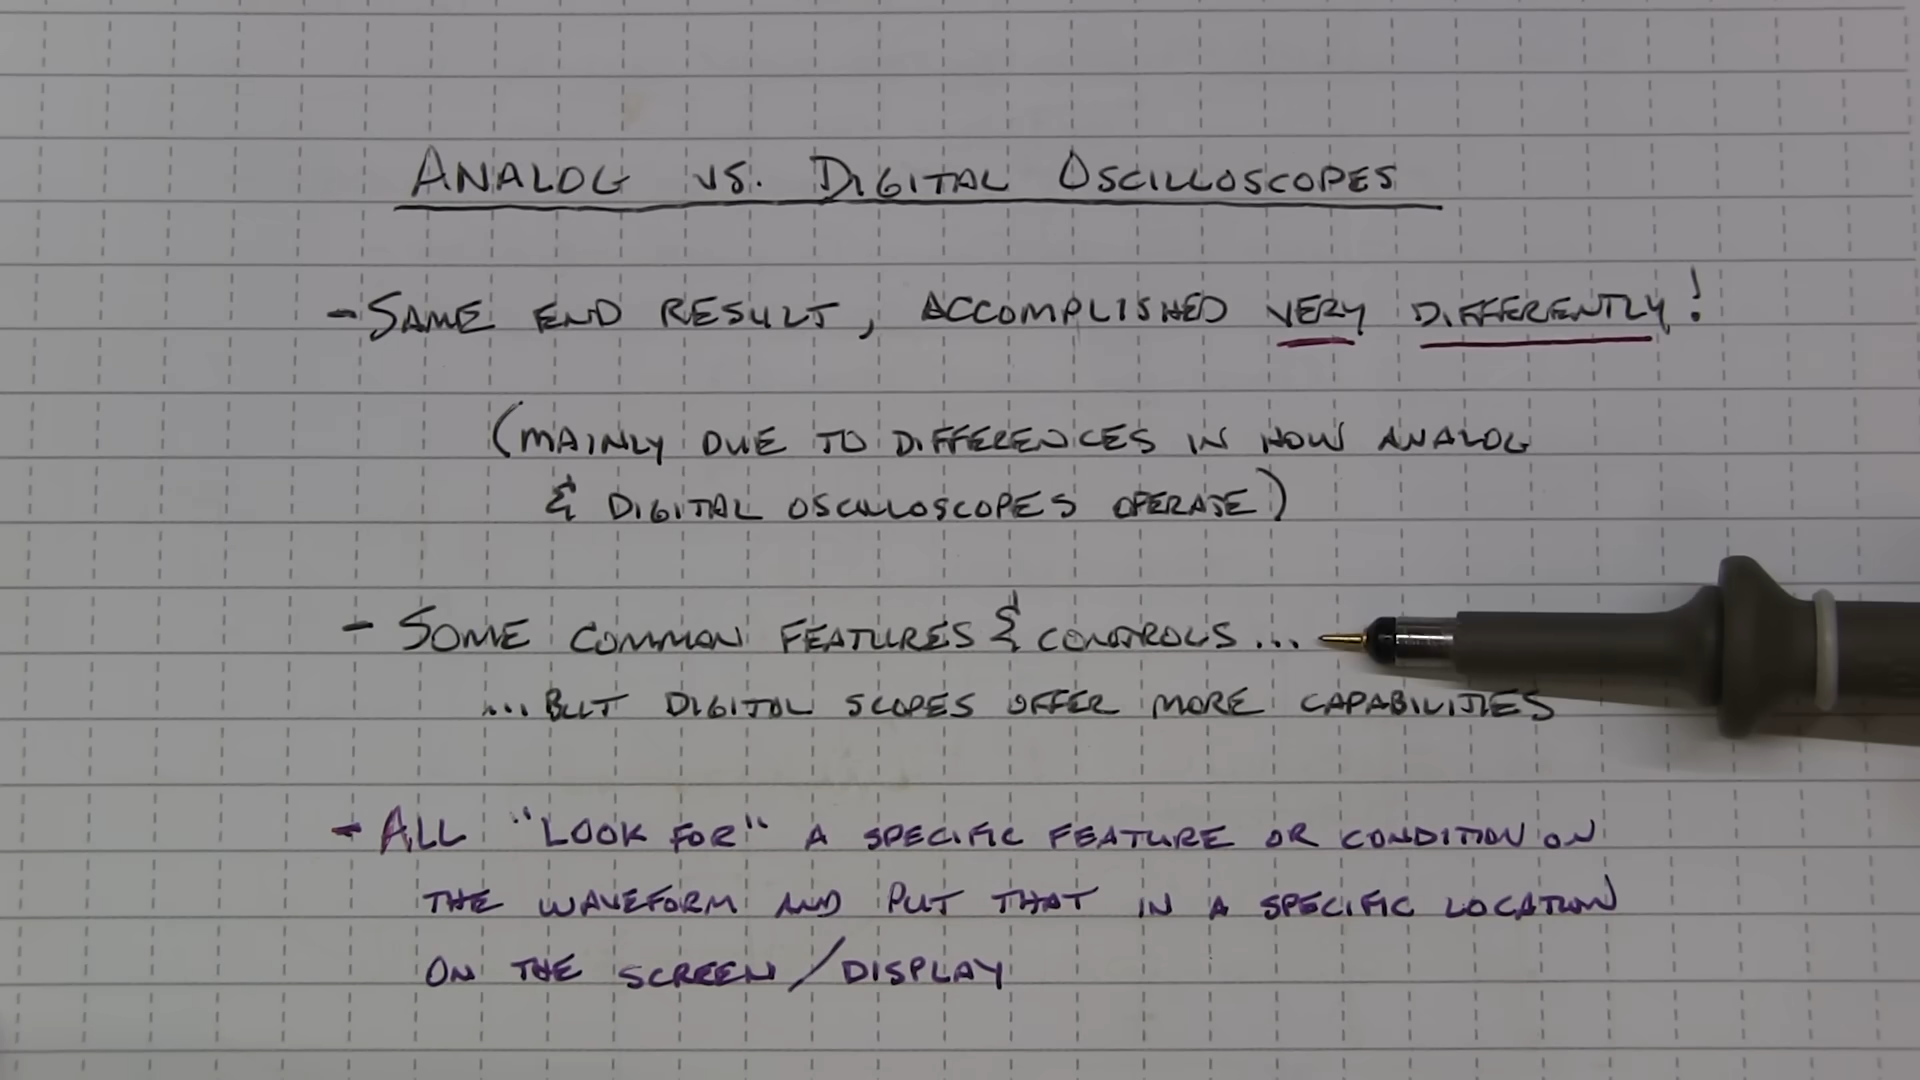 ANALOG VS. DIGITAL OSCILLOSCOPES
- SAME END RESULT, ACCOMPLISHED VERY DIFFERENTLY!
(MAINLY DUE TO DIFFERENCES IN HOW ANALOG
& DIGITAL OSCILLOSCOPES OPERATE)
- SOME COMMON FEATURES & CONTROLS...
...BUT DIGITAL SCOPES OFFER MORE CAPABILITIES
- ALL "LOOK FOR" A SPECIFIC FEATURE OR CONDITION ON
THE WAVEFORM AND PUT THAT IN A SPECIFIC LOCATION
ON THE SCREEN/DISPLAY